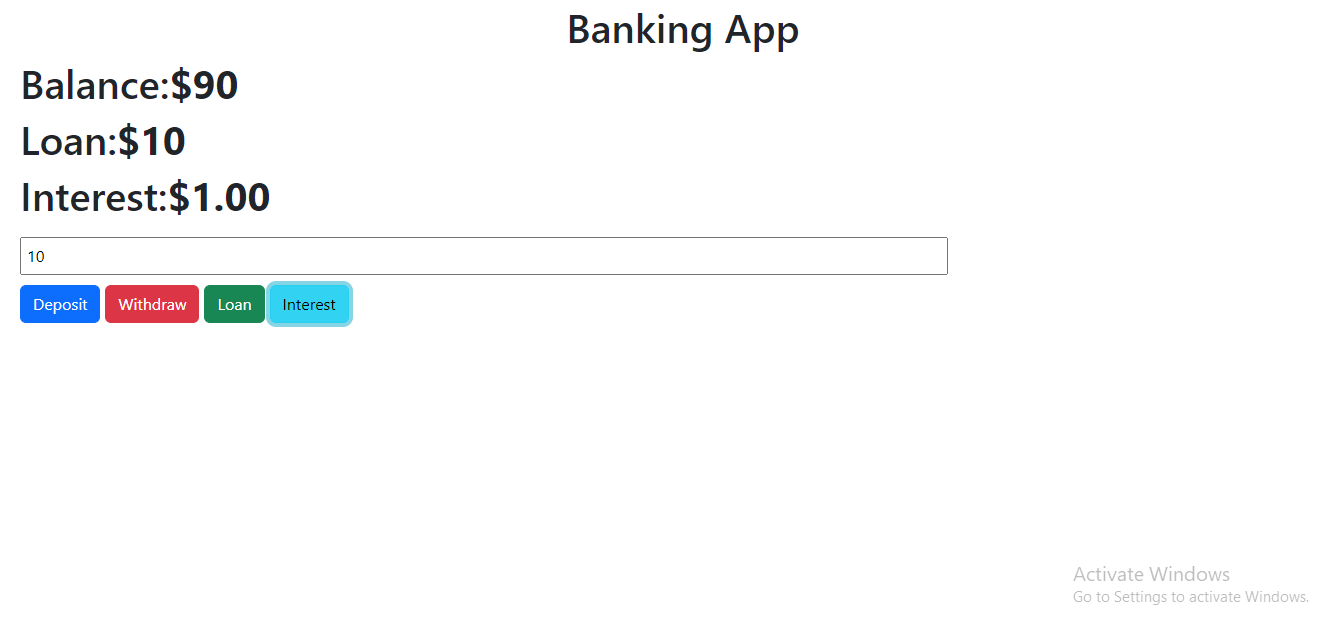 Banking App
Balance:$90
Loan:$10
Interest:$1.00
10
Deposit Withdraw Loan Interest
Activate Windows
Go to Settings to activate Windows.